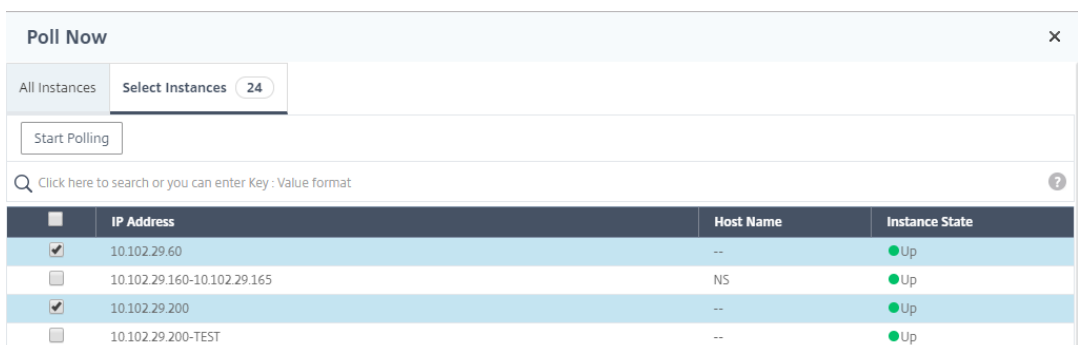 Poll Now
All Instances Select Instances 24
Start Polling
Click here to search or you can enter Key : Value format ?
IP Address Host Name Instance State
10.102.29.60 -- Up
10.102.29.160-10.102.29.165 NS Up
10.102.29.200 -- Up
10.102.29.200-TEST -- Up